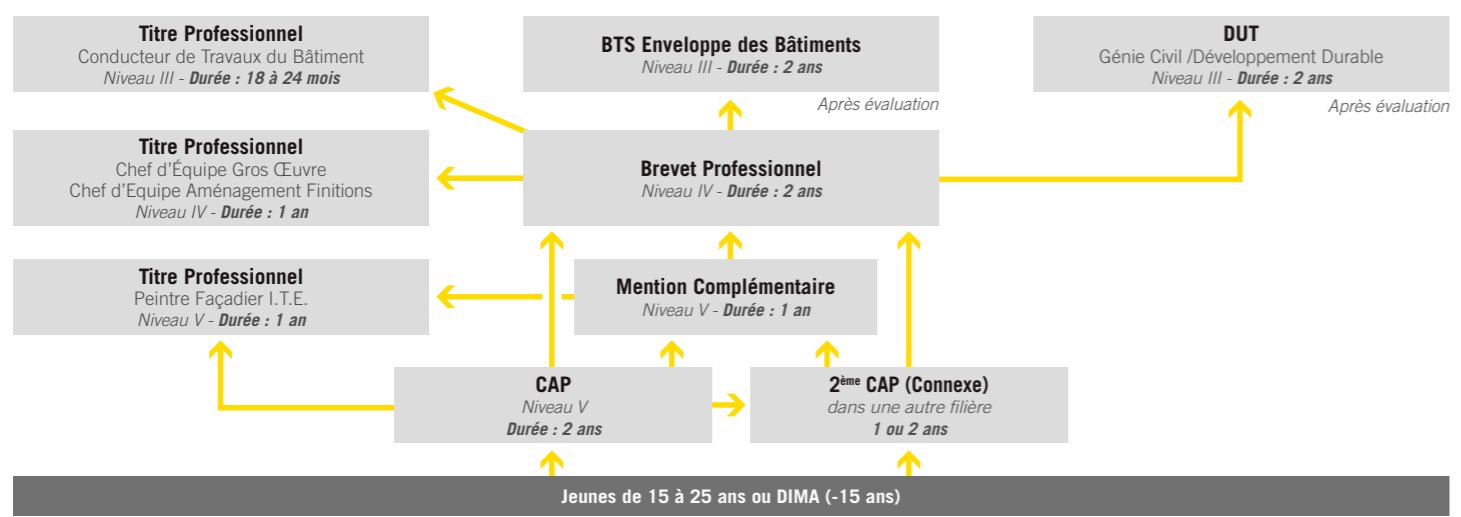 Titre Professionnel
Conducteur de Travaux du Bâtiment
Niveau III - Durée : 18 à 24 mois
BTS Enveloppe des Bâtiments
Niveau III - Durée : 2 ans
Après évaluation
DUT
Génie Civil /Développement Durable
Niveau III - Durée : 2 ans
Après évaluation
Titre Professionnel
Chef d'Équipe Gros Œuvre
Chef d'Equipe Aménagement Finitions
Niveau IV - Durée : 1 an
Brevet Professionnel
Niveau IV - Durée : 2 ans
Titre Professionnel
Peintre Façadier I.T.E.
Niveau V - Durée : 1 an
Mention Complémentaire
Niveau V - Durée : 1 an
CAP
Niveau V
Durée : 2 ans
2ème CAP (Connexe)
dans une autre filière
1 ou 2 ans
Jeunes de 15 à 25 ans ou DIMA (-15 ans)